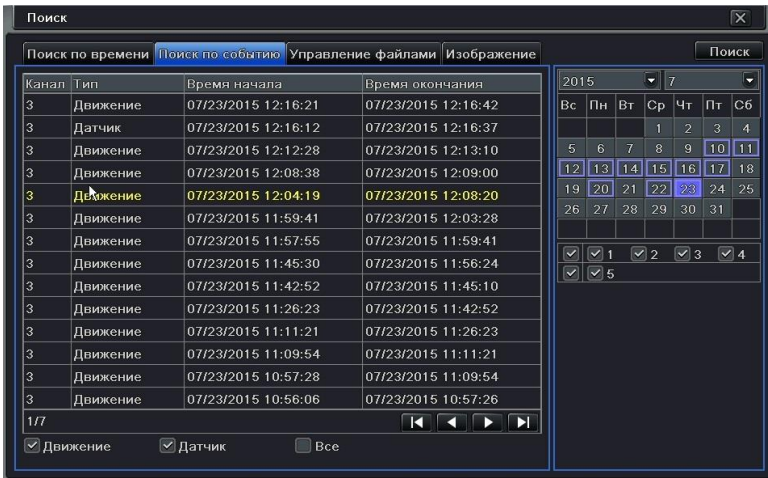 Поиск
Поиск по времени Поиск по событию Управление файлами Изображение Поиск
Канал Тип Время начала Время окончания
3 Движение 07/23/2015 12:16:21 07/23/2015 12:16:42
3 Датчик 07/23/2015 12:16:12 07/23/2015 12:16:37
3 Движение 07/23/2015 12:12:28 07/23/2015 12:13:10
3 Движение 07/23/2015 12:08:38 07/23/2015 12:09:00
3 Движение 07/23/2015 12:04:19 07/23/2015 12:08:20
3 Движение 07/23/2015 11:59:41 07/23/2015 12:03:28
3 Движение 07/23/2015 11:57:55 07/23/2015 11:59:41
3 Движение 07/23/2015 11:45:30 07/23/2015 11:56:24
3 Движение 07/23/2015 11:42:52 07/23/2015 11:45:10
3 Движение 07/23/2015 11:26:23 07/23/2015 11:42:52
3 Движение 07/23/2015 11:11:21 07/23/2015 11:26:23
3 Движение 07/23/2015 11:09:54 07/23/2015 11:11:21
3 Движение 07/23/2015 10:57:28 07/23/2015 11:09:54
3 Движение 07/23/2015 10:56:06 07/23/2015 10:57:26
1/7
Движение Датчик Все
2015 7
Вс Пн Вт Ср Чт Пт Сб
1 2 3 4
5 6 7 8 9 10 11
12 13 14 15 16 17 18
19 20 21 22 23 24 25
26 27 28 29 30 31
1 2 3 4
5